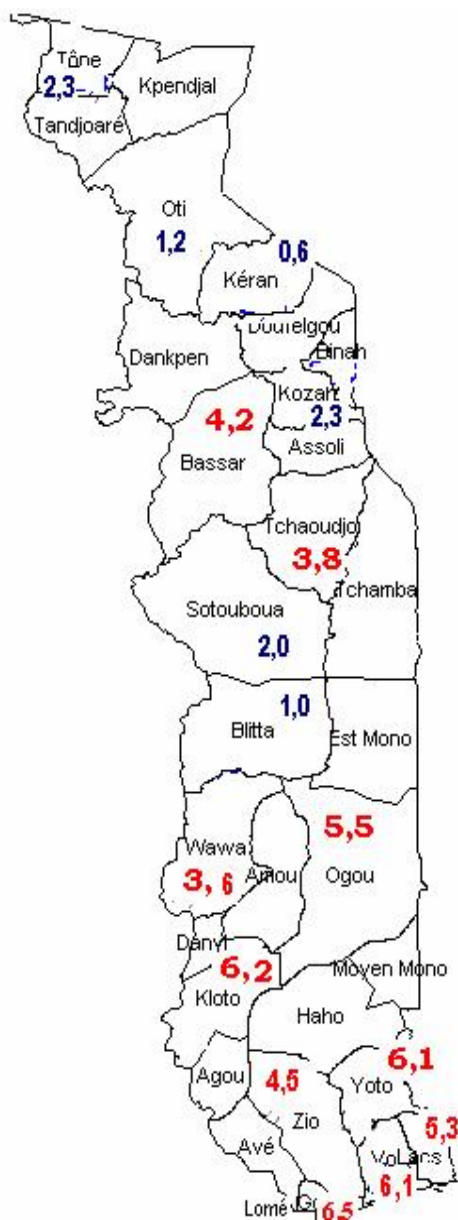 Tône
2,3
Kpendjal
Tandjoaré
Oti
1,2
0,6
Kéran
Doufelgou
Binah
Dankpen
Kozah
4,2
2,3
Assoli
Bassar
Tchaoudjo
3,8
Tchamba
Sotouboua
2,0
1,0
Blitta
Est Mono
5,5
Wawa
3, 6
Amou
Ogou
Danyi
6,2
Moyen Mono
Kloto
Haho
6,1
Agou
4,5
Yoto
Zio
5,3
Avé
Vo
Lacs
6,1
Lomé
6,5